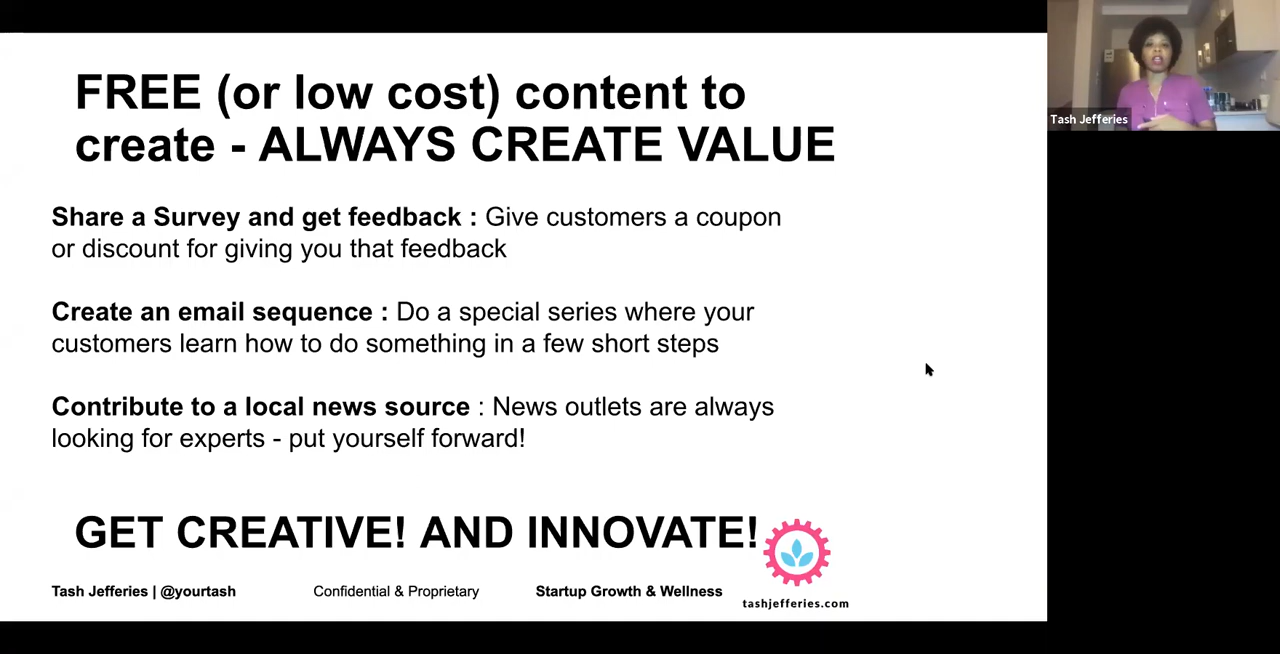 FREE (or low cost) content to
create - ALWAYS CREATE VALUE
Tash Jefferies
Share a Survey and get feedback : Give customers a coupon
or discount for giving you that feedback
Create an email sequence : Do a special series where your
customers learn how to do something in a few short steps
Contribute to a local news source : News outlets are always
looking for experts - put yourself forward!
GET CREATIVE! AND INNOVATE!
Tash Jefferies | @yourtash
Confidential & Proprietary
Startup Growth & Wellness
tashjefferies.com